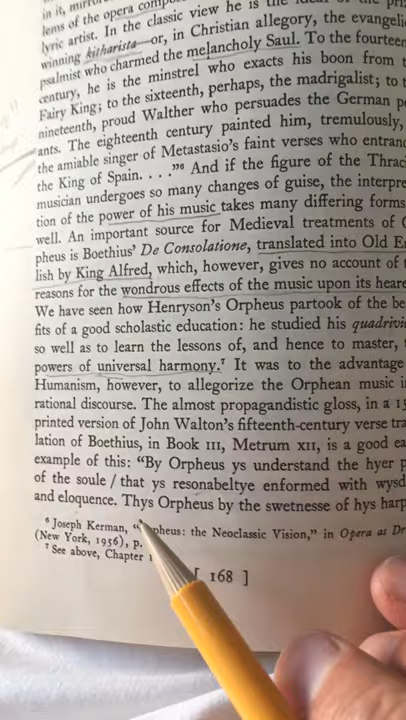 in it, mirror
lems of the opera compos
lyric artist. In the classic view he is the
winning kitharista—or, in Christian allegory, the evangeli
psalmist who charmed the melancholy Saul. To the fourteen
century, he is the minstrel who exacts his boon from t
Fairy King; to the sixteenth, perhaps, the madrigalist; to t
nineteenth, proud Walther who persuades the German p
ants. The eighteenth century painted him, tremulously,
the amiable singer of Metastasio's faint verses who entran
the King of Spain. . . ."⁶ And if the figure of the Thraci
musician undergoes so many changes of guise, the interpre
tion of the power of his music takes many differing forms
well. An important source for Medieval treatments of O
pheus is Boethius' De Consolatione, translated into Old En
lish by King Alfred, which, however, gives no account of t
reasons for the wondrous effects of the music upon its heare
We have seen how Henryson's Orpheus partook of the be
fits of a good scholastic education: he studied his quadrivi
so well as to learn the lessons of, and hence to master, t
powers of universal harmony.⁷ It was to the advantage
Humanism, however, to allegorize the Orphean music in
rational discourse. The almost propagandistic gloss, in a 15
printed version of John Walton's fifteenth-century verse tra
lation of Boethius, in Book III, Metrum XII, is a good ea
example of this: "By Orpheus ys understand the hyer p
of the soule / that ys resonabeltye enformed with wysd
and eloquence. Thys Orpheus by the swetnesse of hys harp
⁶ Joseph Kerman, "pheus: the Neoclassic Vision," in Opera as Dr
(New York, 1956), p.
⁷ See above, Chapter
[ 168 ]